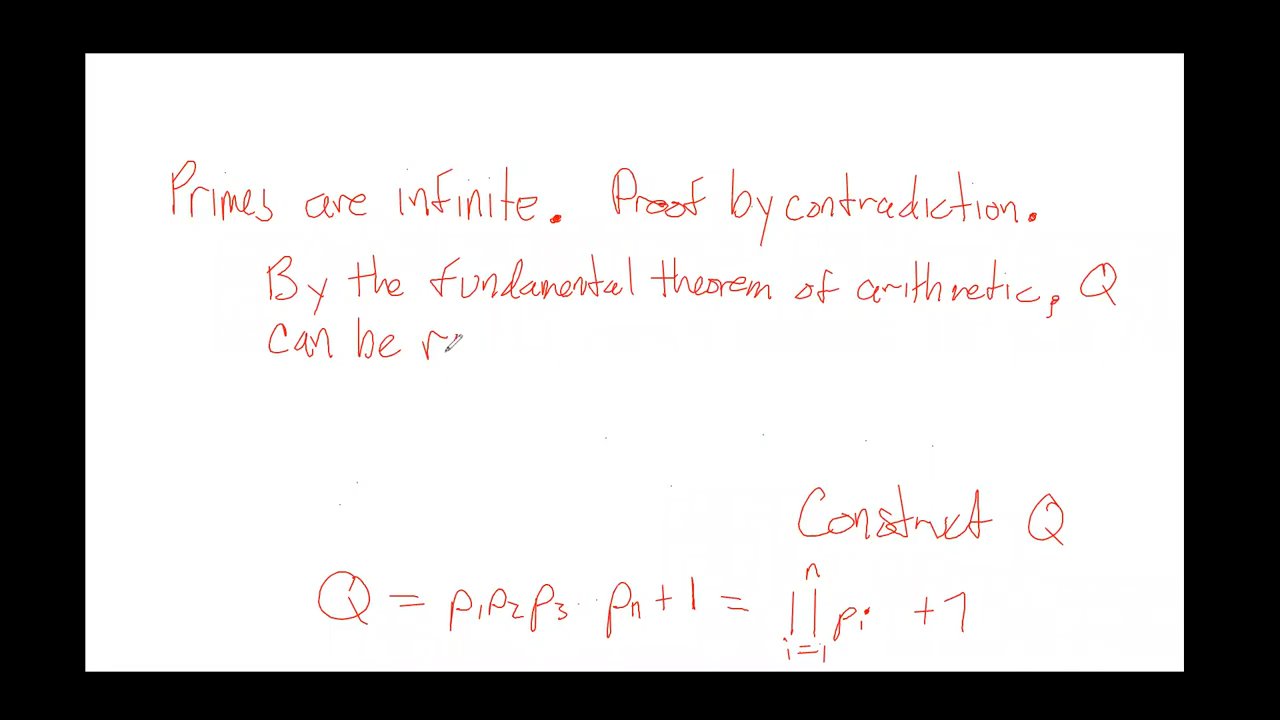 Primes are infinite. Proof by contradiction.
By the fundamental theorem of arithmetic, Q
can be r
Construct Q
Q = p1p2p3 .. pn + 1 = ∏ i=1 n pi + 1